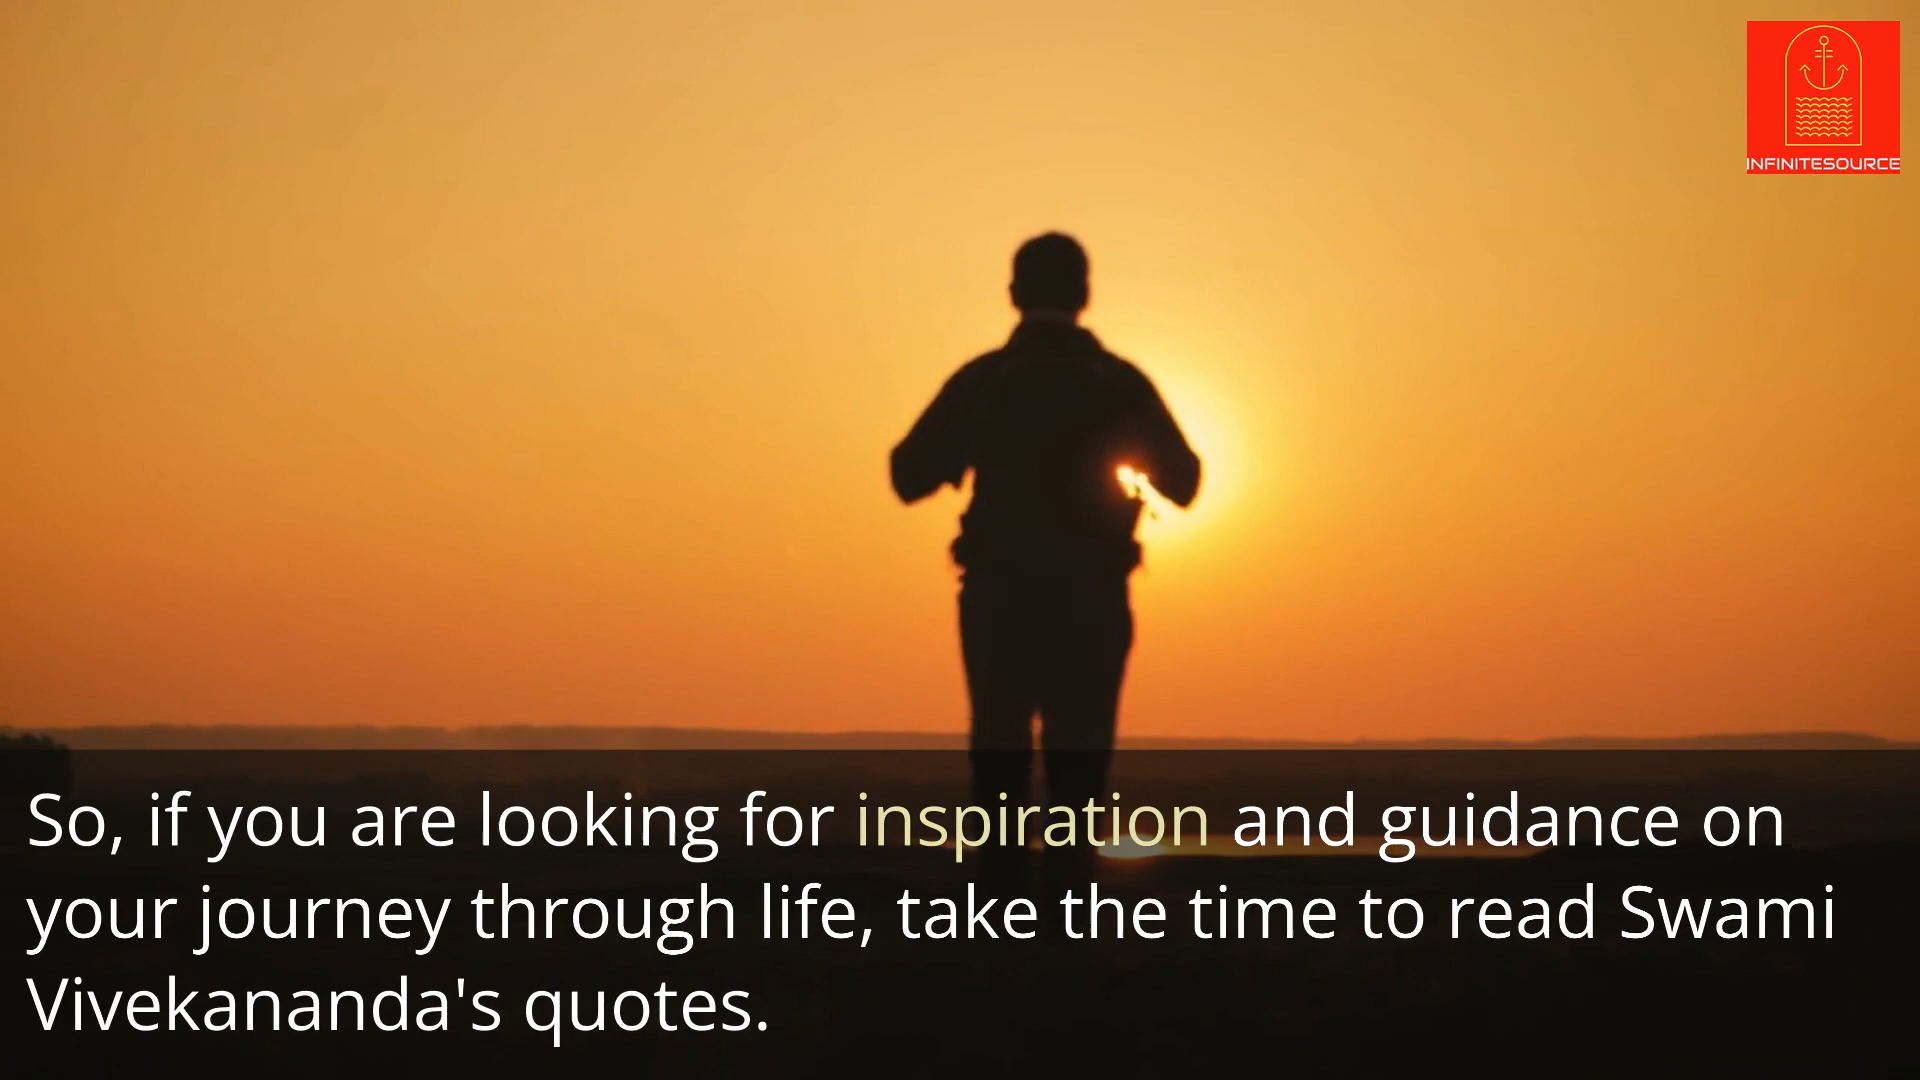 INFINITESOURCE
So, if you are looking for inspiration and guidance on
your journey through life, take the time to read Swami
Vivekananda's quotes.